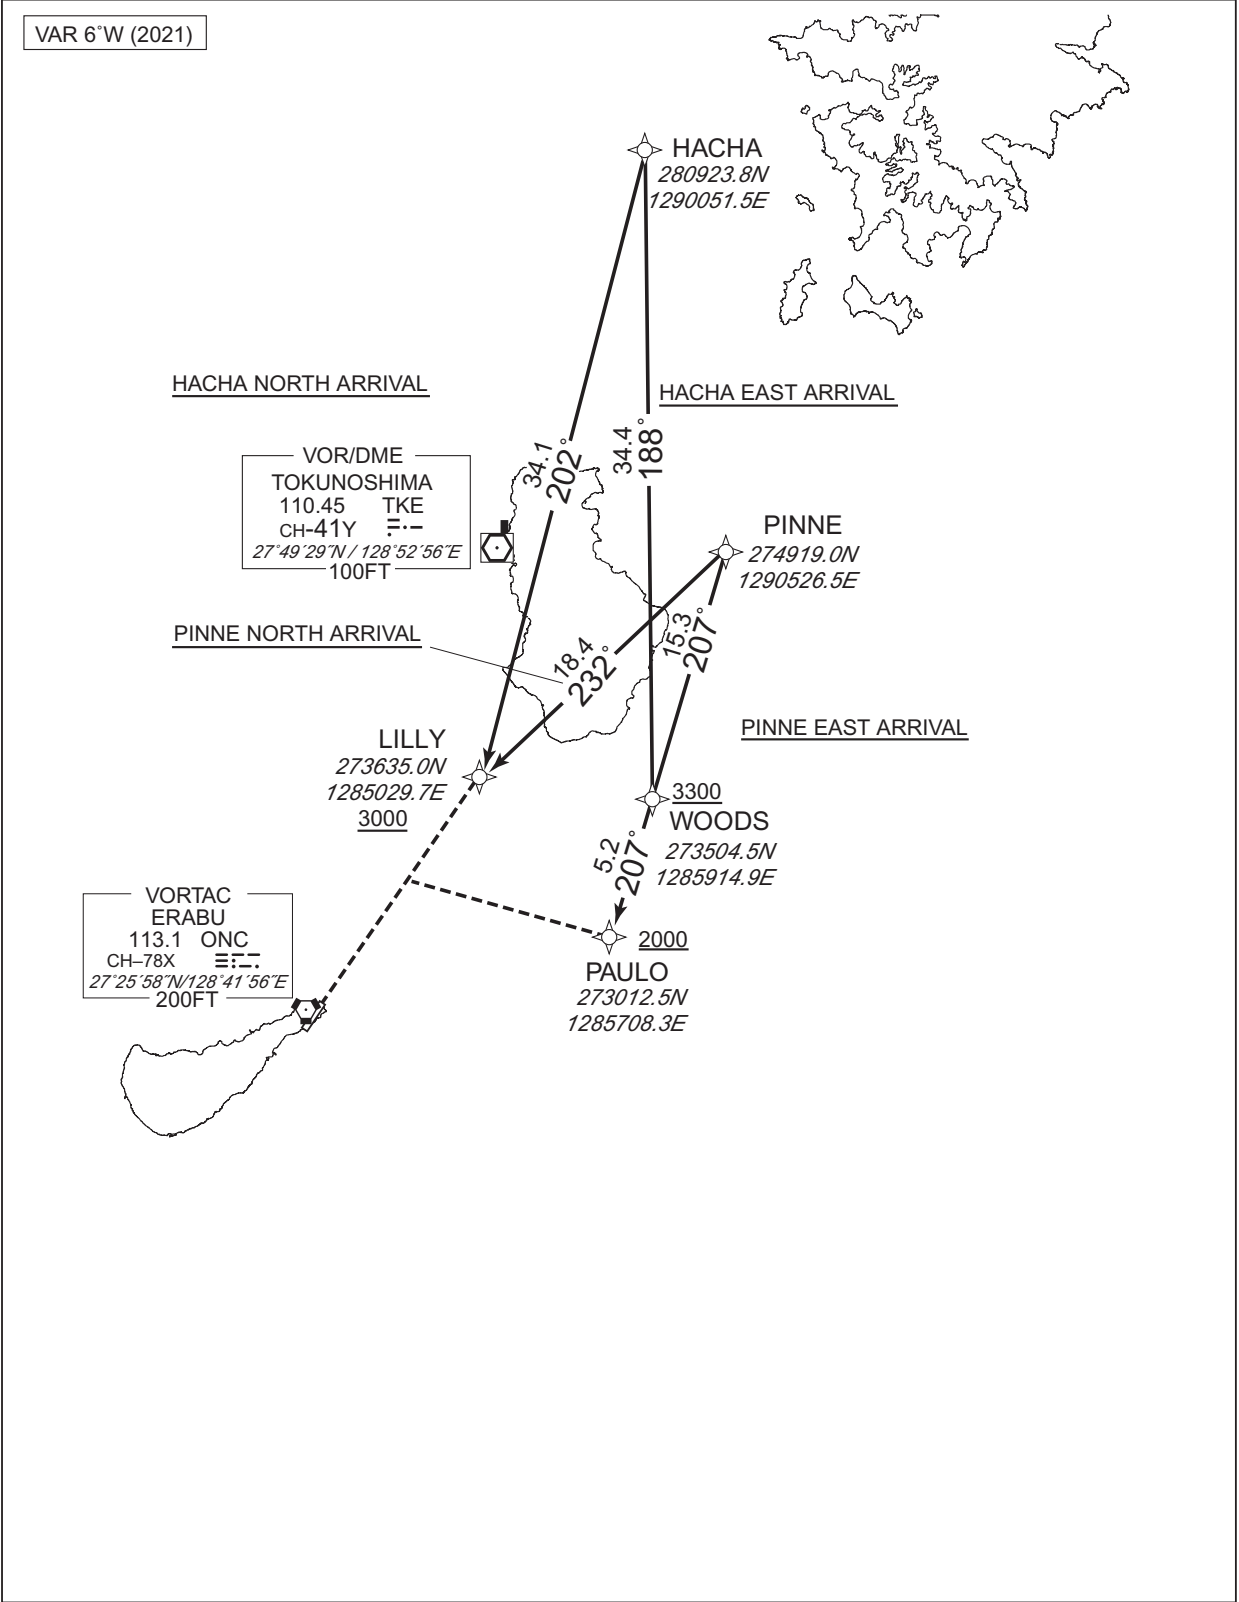 VAR 6°W (2021)
HACHA
280923.8N
1290051.5E
HACHA NORTH ARRIVAL
HACHA EAST ARRIVAL
34.1
202°
34.4
188°
VOR/DME
TOKUNOSHIMA
110.45 TKE
CH-41Y
27°49′29″N / 128°52′56″E
100FT
PINNE
274919.0N
1290526.5E
PINNE NORTH ARRIVAL
18.4
232°
15.3
207°
PINNE EAST ARRIVAL
LILLY
273635.0N
1285029.7E
3000
3300
WOODS
273504.5N
1285914.9E
5.2
207°
VORTAC
ERABU
113.1 ONC
CH–78X
27°25′58″N/128°41′56″E
200FT
2000
PAULO
273012.5N
1285708.3E